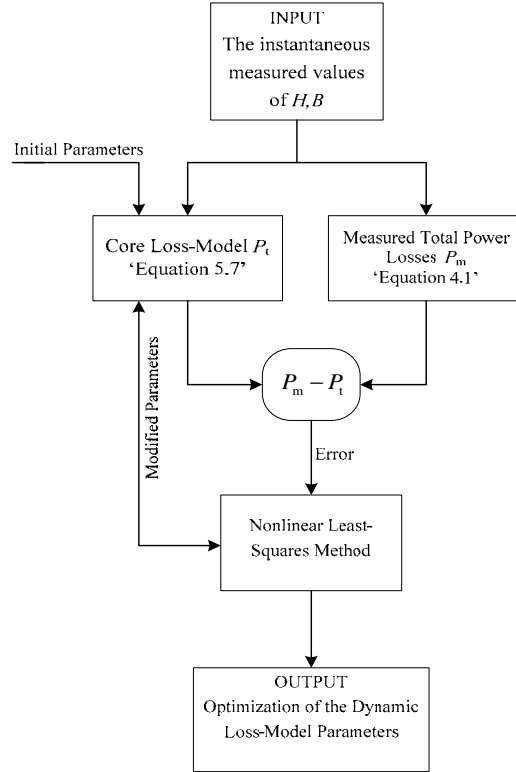 INPUT
The instantaneous
measured values
of H,B
Initial Parameters
Core Loss-Model Pt
‘Equation 5.7’
Measured Total Power
Losses Pm
‘Equation 4.1’
Pm − Pt
Modified Parameters
Error
Nonlinear Least-
Squares Method
OUTPUT
Optimization of the Dynamic
Loss-Model Parameters